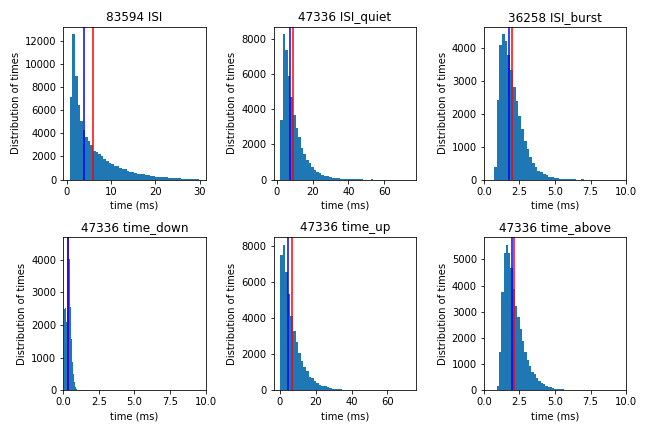 83594 ISI
Distribution of times
12000
10000
8000
6000
4000
2000
0
0 10 20 30
time (ms)
47336 ISI_quiet
Distribution of times
8000
6000
4000
2000
0
0 20 40 60
time (ms)
36258 ISI_burst
Distribution of times
4000
3000
2000
1000
0
0.0 2.5 5.0 7.5 10.0
time (ms)
47336 time_down
Distribution of times
4000
3000
2000
1000
0
0.0 2.5 5.0 7.5 10.0
time (ms)
47336 time_up
Distribution of times
8000
6000
4000
2000
0
0 20 40 60
time (ms)
47336 time_above
Distribution of times
5000
4000
3000
2000
1000
0
0.0 2.5 5.0 7.5 10.0
time (ms)